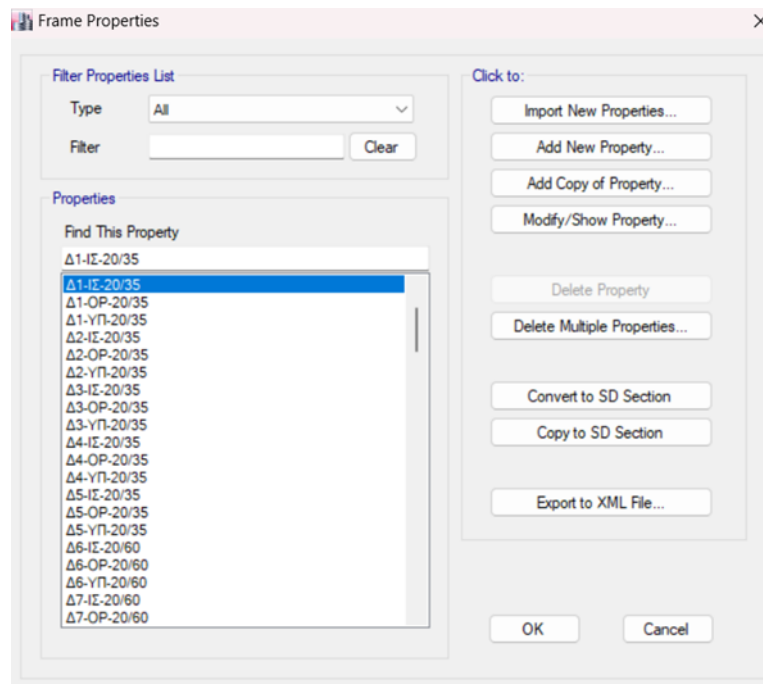 Frame Properties
Filter Properties List
Type
All
Filter
Clear
Properties
Find This Property
Δ1-ΙΣ-20/35
Δ1-ΙΣ-20/35
Δ1-ΟΡ-20/35
Δ1-ΥΠ-20/35
Δ2-ΙΣ-20/35
Δ2-ΟΡ-20/35
Δ2-ΥΠ-20/35
Δ3-ΙΣ-20/35
Δ3-ΟΡ-20/35
Δ3-ΥΠ-20/35
Δ4-ΙΣ-20/35
Δ4-ΟΡ-20/35
Δ4-ΥΠ-20/35
Δ5-ΙΣ-20/35
Δ5-ΟΡ-20/35
Δ5-ΥΠ-20/35
Δ6-ΙΣ-20/60
Δ6-ΟΡ-20/60
Δ6-ΥΠ-20/60
Δ7-ΙΣ-20/60
Δ7-ΟΡ-20/60
Click to:
Import New Properties...
Add New Property...
Add Copy of Property...
Modify/Show Property...
Delete Property
Delete Multiple Properties...
Convert to SD Section
Copy to SD Section
Export to XML File...
OK
Cancel